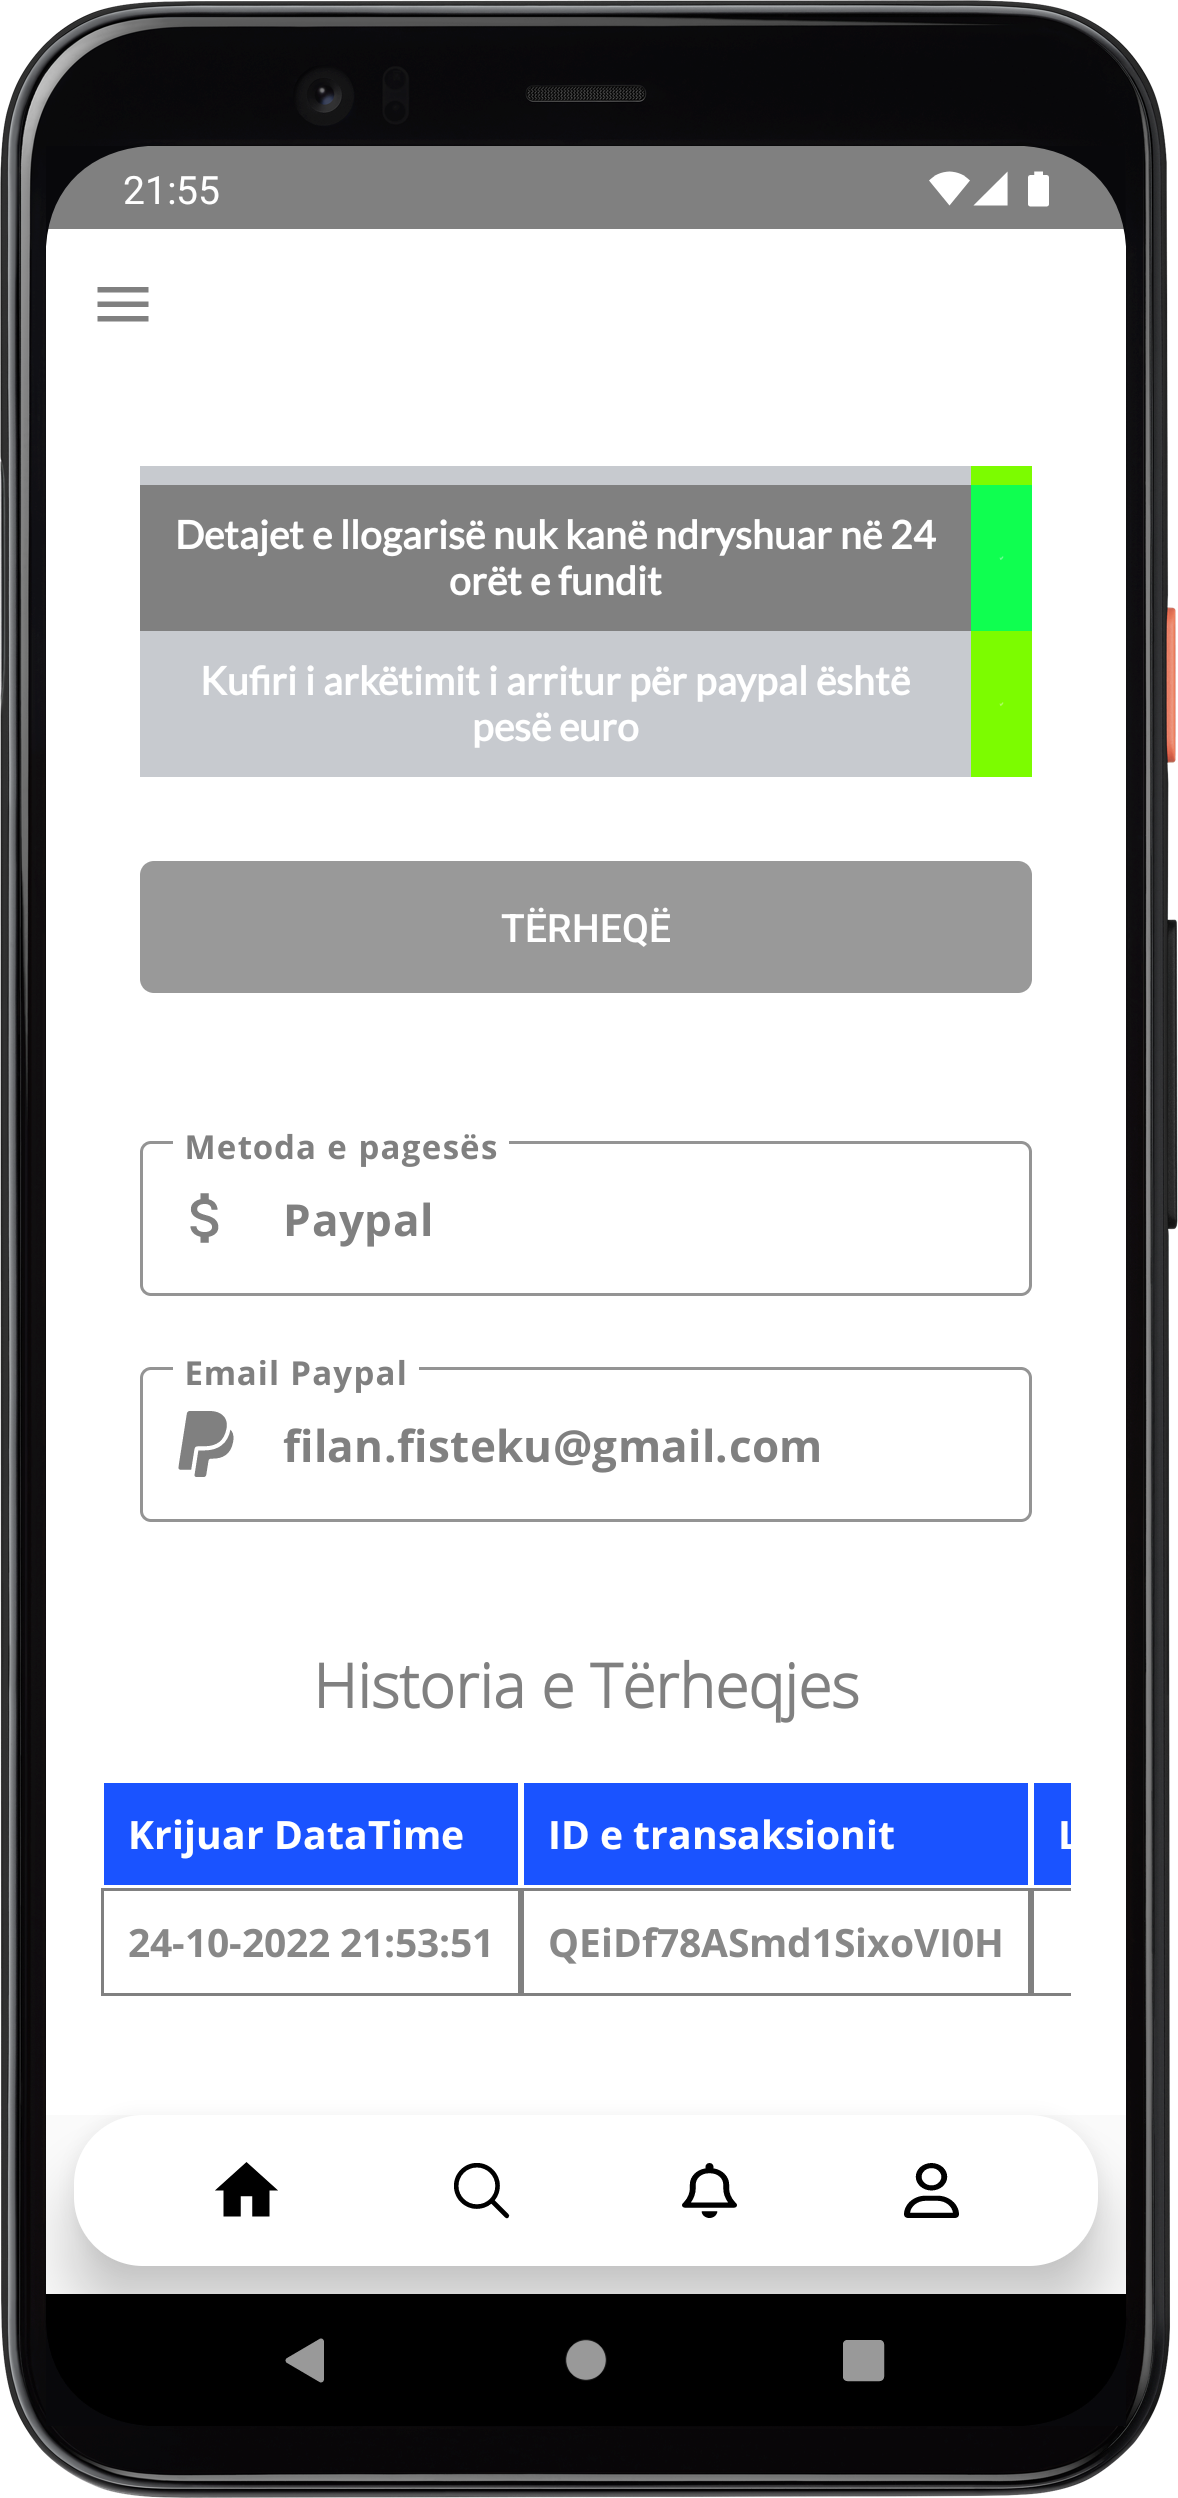 21:55
Detajet e llogarisë nuk kanë ndryshuar në 24
orët e fundit
Kufiri i arkëtimit i arritur për paypal është
pesë euro
TËRHEQË
Metoda e pagesës
$ Paypal
Email Paypal
filan.fisteku@gmail.com
Historia e Tërheqjes
Krijuar DataTime ID e transaksionit
24-10-2022 21:53:51 QEiDf78ASmd1SixoVI0H